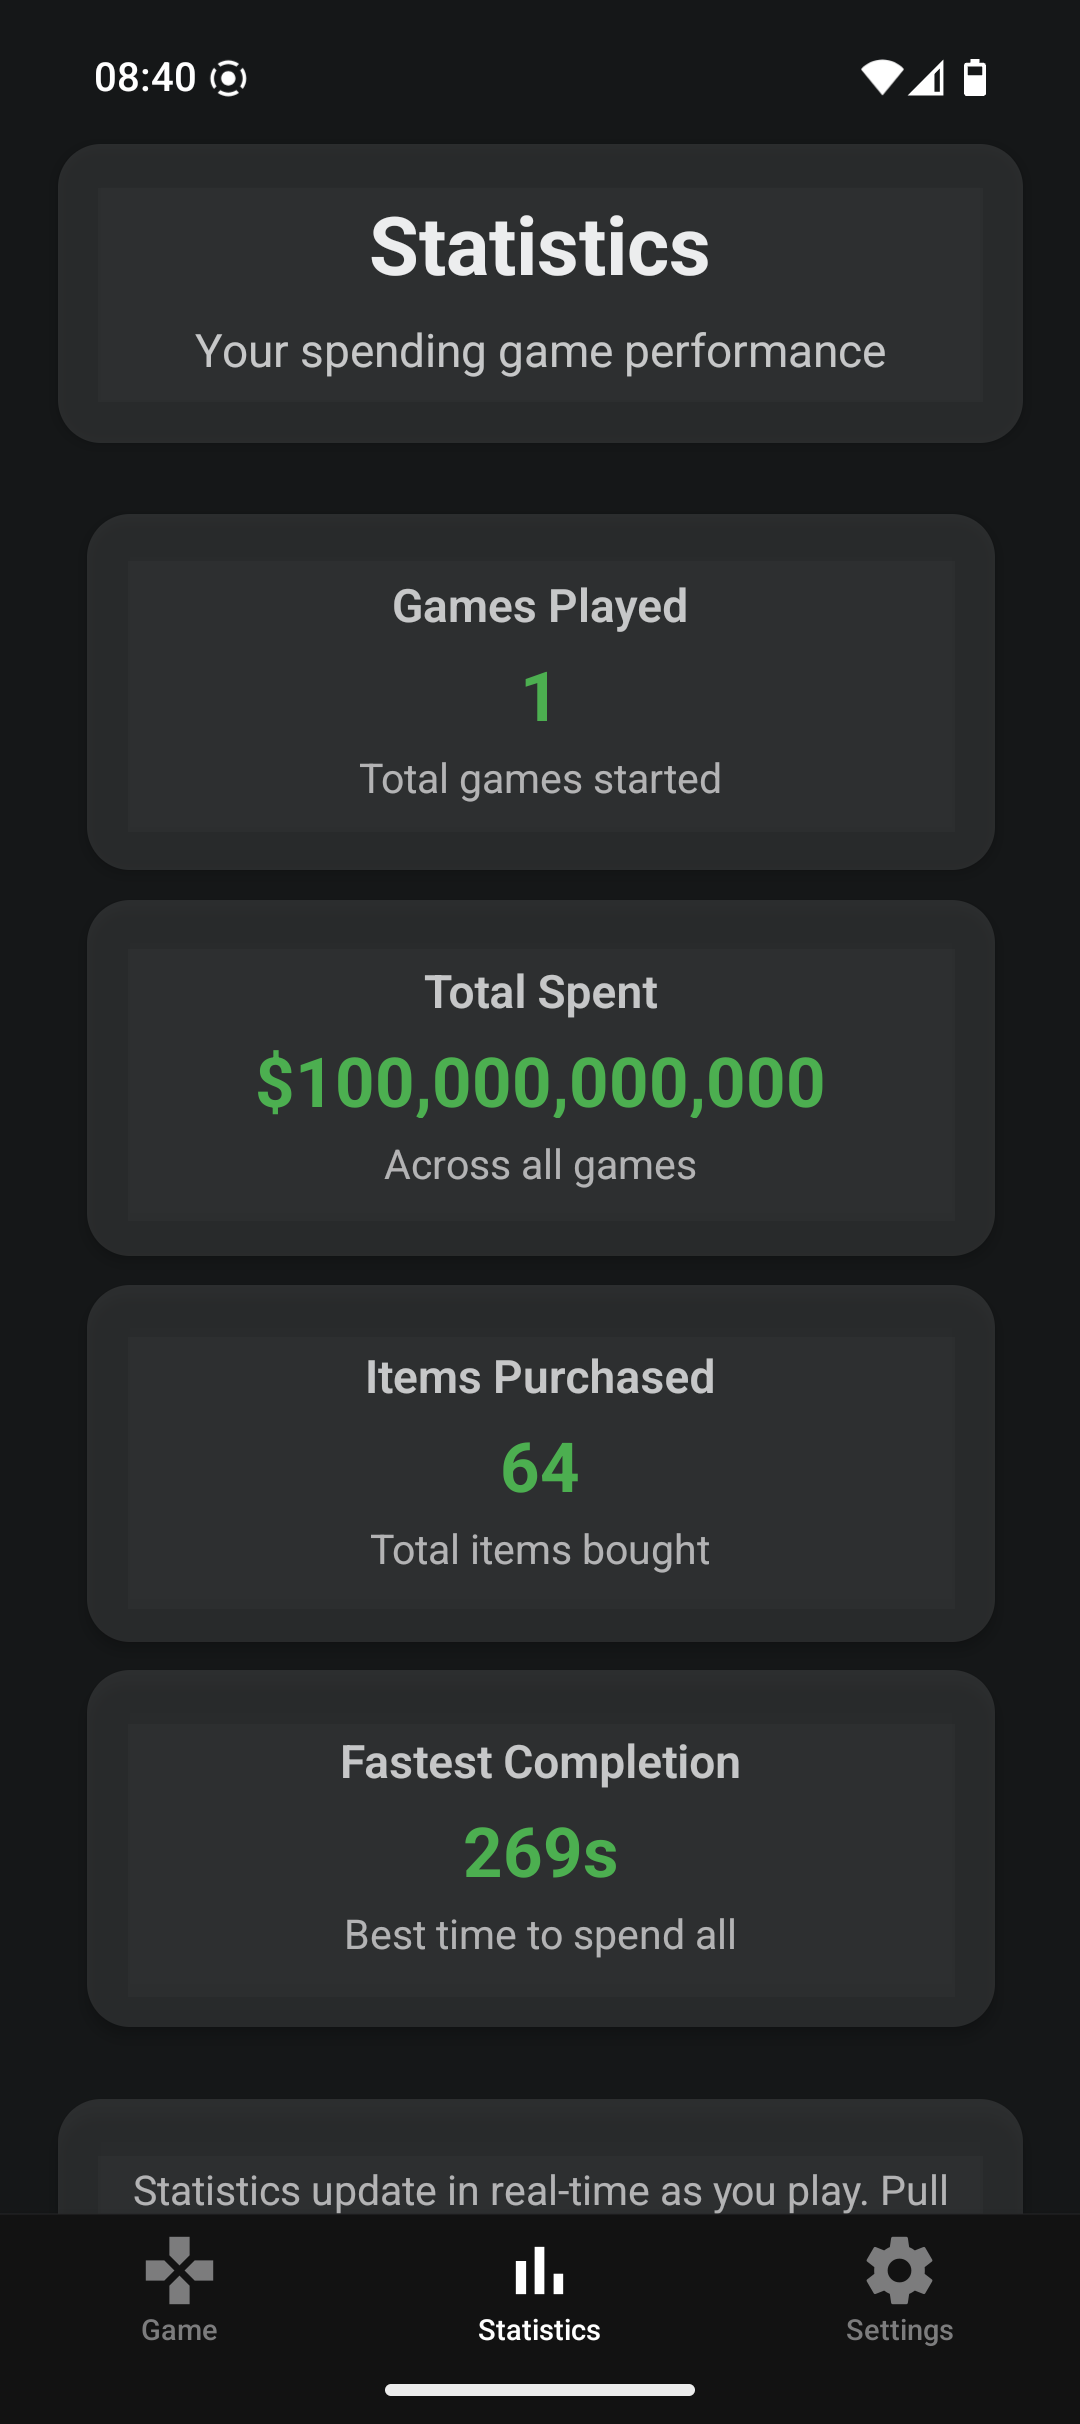 08:40
Statistics
Your spending game performance
Games Played
1
Total games started
Total Spent
$100,000,000,000
Across all games
Items Purchased
64
Total items bought
Fastest Completion
269s
Best time to spend all
Statistics update in real-time as you play. Pull
Game
Statistics
Settings